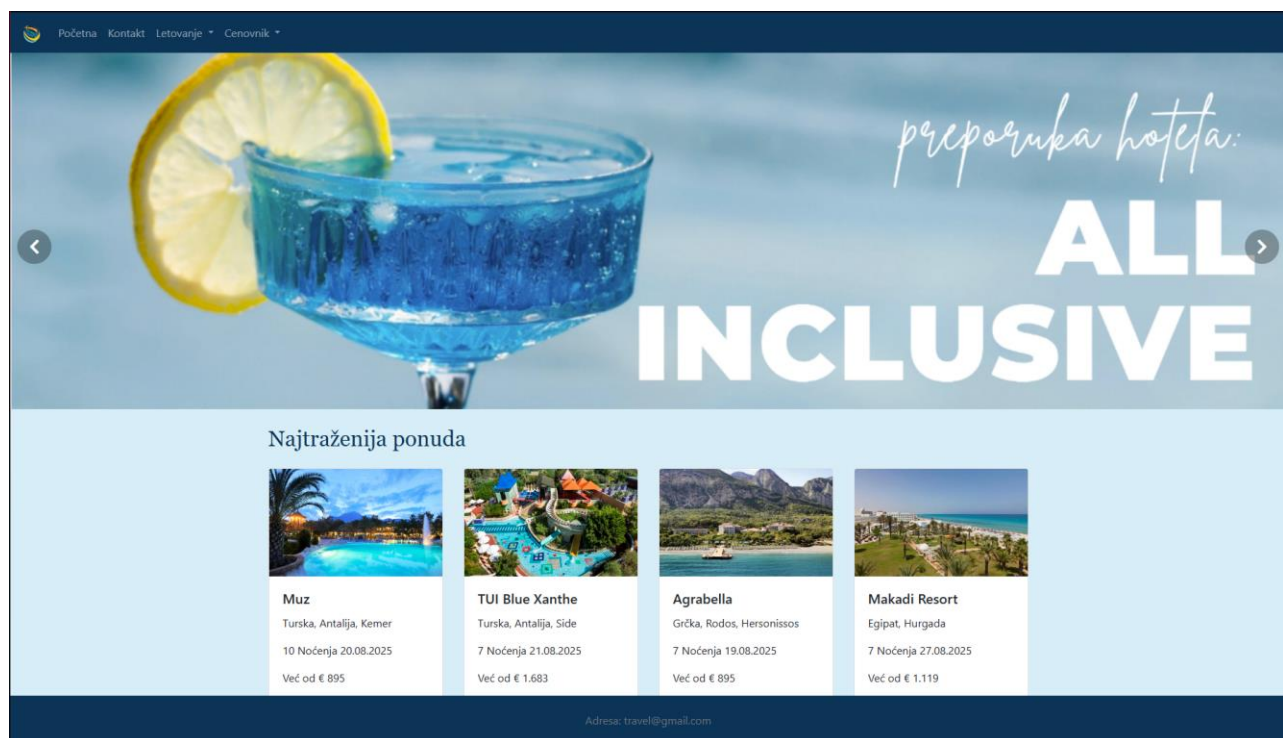 Početna Kontakt Letovanje Cenovnik
preporuka hotela:
ALL
INCLUSIVE
Najtraženija ponuda
Muz
Turska, Antalija, Kemer
10 Noćenja 20.08.2025
Već od € 895
TUI Blue Xanthe
Turska, Antalija, Side
7 Noćenja 21.08.2025
Već od € 1.683
Agrabella
Grčka, Rodos, Hersonissos
7 Noćenja 19.08.2025
Već od € 895
Makadi Resort
Egipat, Hurgada
7 Noćenja 27.08.2025
Već od € 1.119
Adresa: travel@gmail.com